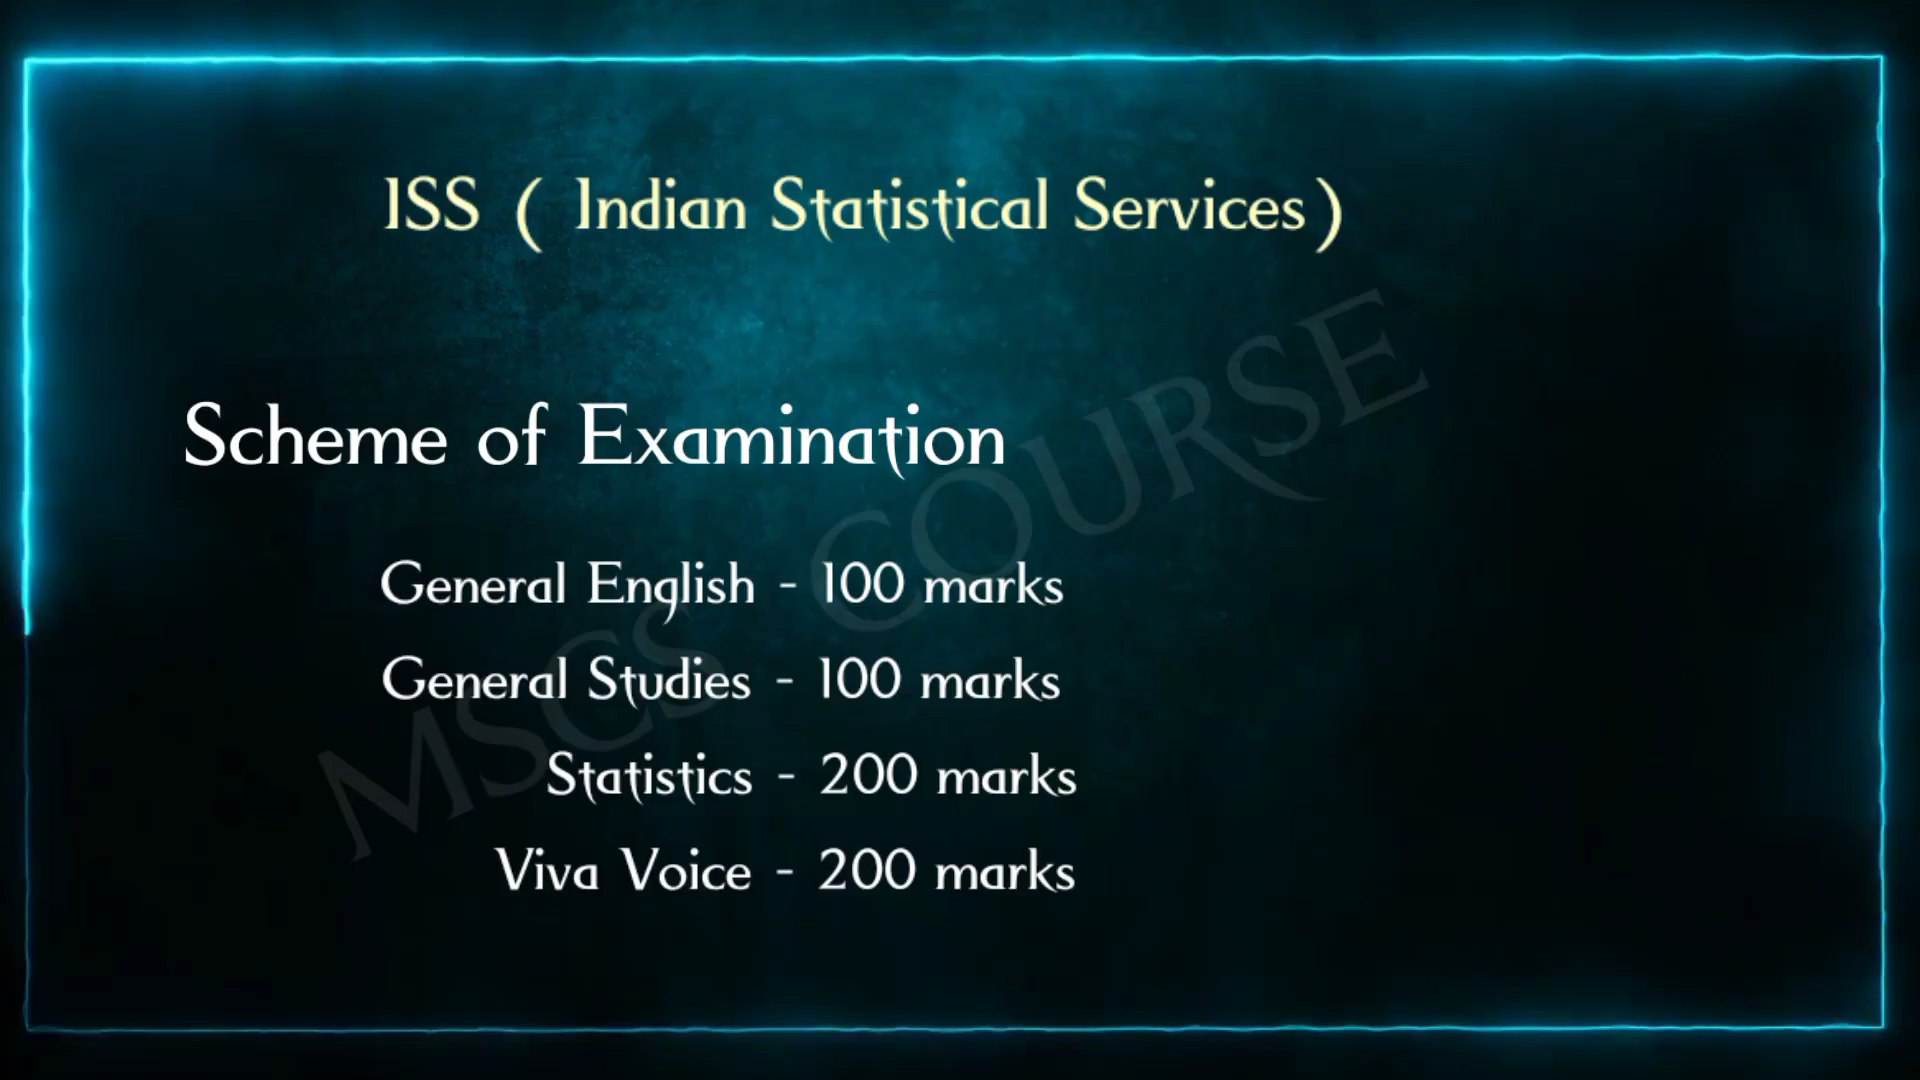 ISS ( Indian Statistical Services )
Scheme of Examination
General English - 100 marks
General Studies - 100 marks
Statistics - 200 marks
Viva Voice - 200 marks
MSCS COURSE